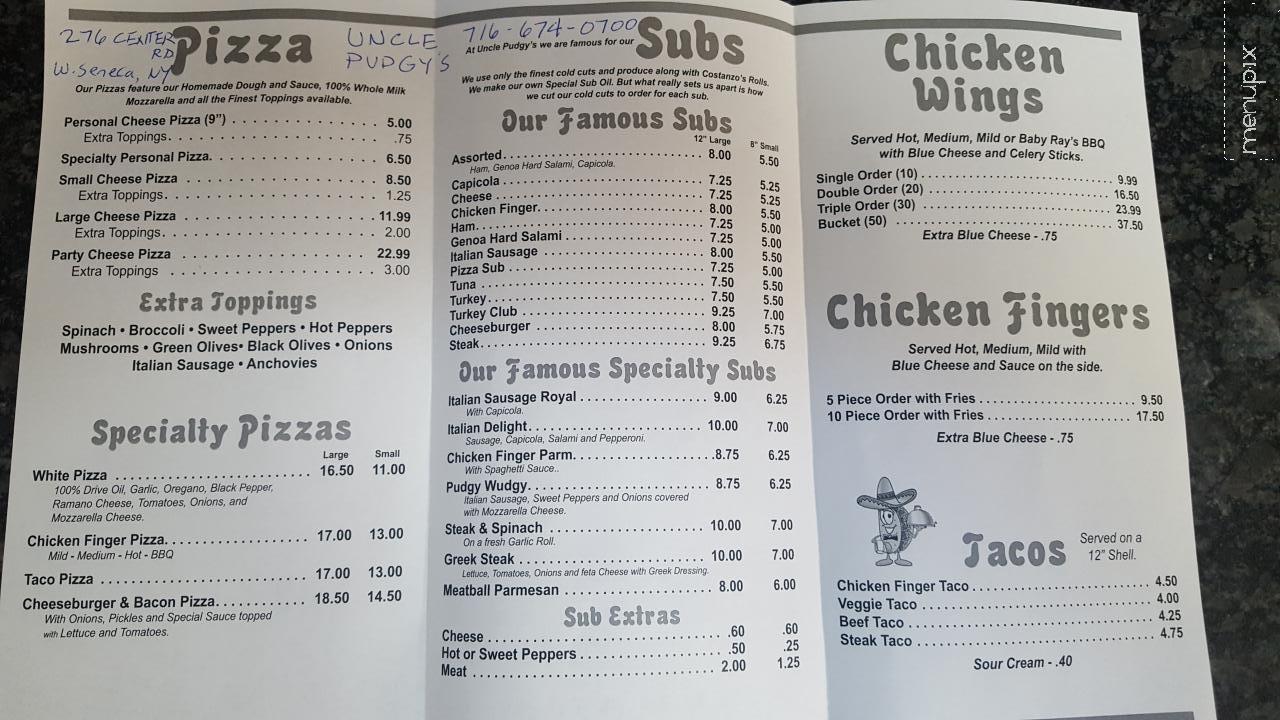 276 CENTER
RD
W. Seneca, NY
Pizza
UNCLE
PUDGY'S
Our Pizzas feature our Homemade Dough and Sauce, 100% Whole Milk
Mozzarella and all the Finest Toppings available.
Personal Cheese Pizza (9") 5.00
Extra Toppings .75
Specialty Personal Pizza 6.50
Small Cheese Pizza 8.50
Extra Toppings 1.25
Large Cheese Pizza 11.99
Extra Toppings 2.00
Party Cheese Pizza 22.99
Extra Toppings 3.00
Extra Toppings
Spinach • Broccoli • Sweet Peppers • Hot Peppers
Mushrooms • Green Olives• Black Olives • Onions
Italian Sausage • Anchovies
Specialty Pizzas
Large Small
White Pizza 16.50 11.00
100% Drive Oil, Garlic, Oregano, Black Pepper,
Ramano Cheese, Tomatoes, Onions, and
Mozzarella Cheese.
Chicken Finger Pizza 17.00 13.00
Mild - Medium - Hot - BBQ
Taco Pizza 17.00 13.00
Cheeseburger & Bacon Pizza 18.50 14.50
With Onions, Pickles and Special Sauce topped
with Lettuce and Tomatoes.
716-674-0700
At Uncle Pudgy's we are famous for our
Subs
We use only the finest cold cuts and produce along with Costanzo's Rolls.
We make our own Special Sub Oil. But what really sets us apart is how
we cut our cold cuts to order for each sub.
Our Famous Subs
12" Large 8" Small
Assorted 8.00 5.50
Ham, Genoa Hard Salami, Capicola.
Capicola 7.25 5.25
Cheese 7.25 5.25
Chicken Finger 8.00 5.50
Ham 7.25 5.00
Genoa Hard Salami 7.25 5.00
Italian Sausage 8.00 5.50
Pizza Sub 7.25 5.00
Tuna 7.50 5.50
Turkey 7.50 5.50
Turkey Club 9.25 7.00
Cheeseburger 8.00 5.75
Steak 9.25 6.75
Our Famous Specialty Subs
Italian Sausage Royal 9.00 6.25
With Capicola.
Italian Delight 10.00 7.00
Sausage, Capicola, Salami and Pepperoni.
Chicken Finger Parm. 8.75 6.25
With Spaghetti Sauce..
Pudgy Wudgy 8.75 6.25
Italian Sausage, Sweet Peppers and Onions covered
with Mozzarella Cheese.
Steak & Spinach 10.00 7.00
On a fresh Garlic Roll.
Greek Steak 10.00 7.00
Lettuce, Tomatoes, Onions and feta Cheese with Greek Dressing.
Meatball Parmesan 8.00 6.00
Sub Extras
Cheese .60 .60
Hot or Sweet Peppers .50 .25
Meat 2.00 1.25
Chicken
Wings
Served Hot, Medium, Mild or Baby Ray's BBQ
with Blue Cheese and Celery Sticks.
Single Order (10) 9.99
Double Order (20) 16.50
Triple Order (30) 23.99
Bucket (50) 37.50
Extra Blue Cheese - .75
Chicken Fingers
Served Hot, Medium, Mild with
Blue Cheese and Sauce on the side.
5 Piece Order with Fries 9.50
10 Piece Order with Fries 17.50
Extra Blue Cheese - .75
Tacos
Served on a
12" Shell.
Chicken Finger Taco 4.50
Veggie Taco 4.00
Beef Taco 4.25
Steak Taco 4.75
Sour Cream - .40
menupix